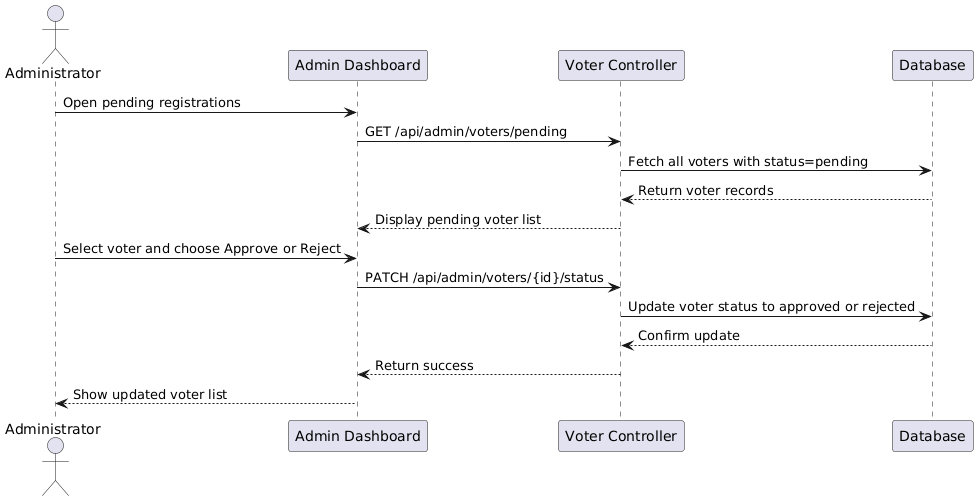 Administrator
Admin Dashboard
Voter Controller
Database
Open pending registrations
GET /api/admin/voters/pending
Fetch all voters with status=pending
Return voter records
Display pending voter list
Select voter and choose Approve or Reject
PATCH /api/admin/voters/{id}/status
Update voter status to approved or rejected
Confirm update
Return success
Show updated voter list
Administrator
Admin Dashboard
Voter Controller
Database